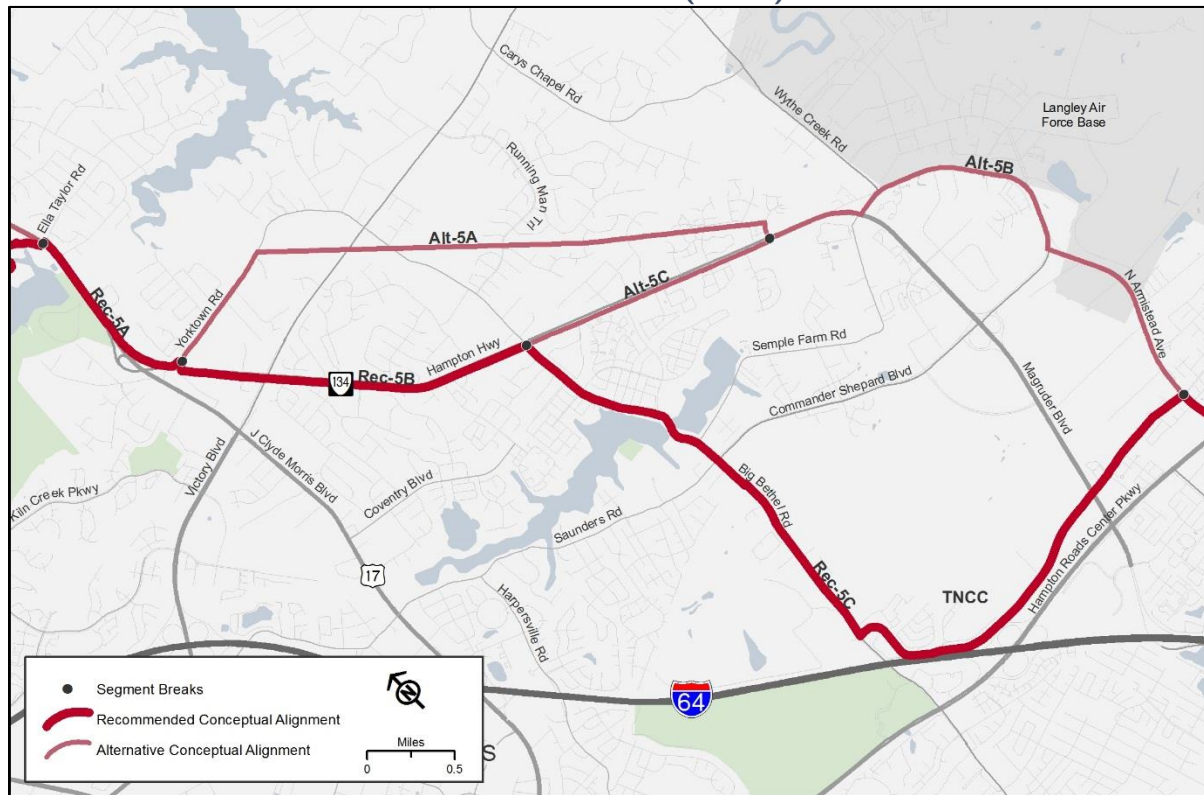 Carys Chapel Rd
Wythe Creek Rd
Langley Air
Force Base
Alt-5B
Running Man Trl
Ella Taylor Rd
Alt-5A
Alt-5C
N Armistead Ave
Rec-5A
Yorktown Rd
Hampton Hwy
Semple Farm Rd
134
Rec-5B
Commander Shepard Blvd
Magruder Blvd
Victory Blvd
J Clyde Morris Blvd
Kiln Creek Pkwy
Coventry Blvd
Big Bethel Rd
Saunders Rd
Hampton Roads Center Pkwy
17
Rec-5C
TNCC
Harpersville Rd
64
Segment Breaks
N
Recommended Conceptual Alignment
Alternative Conceptual Alignment
Miles
0 0.5
S